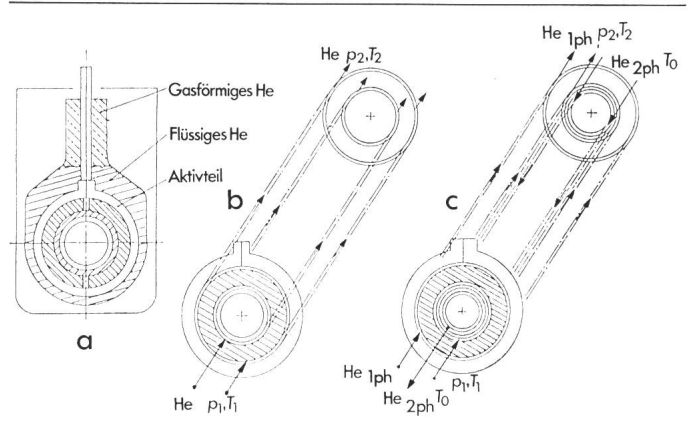 Gasförmiges He
Flüssiges He
Aktivteil
a
He p2,T2
b
He p1,T1
He 1ph p2,T2
He 2ph T0
c
He 1ph
He 2ph T0
p1,T1